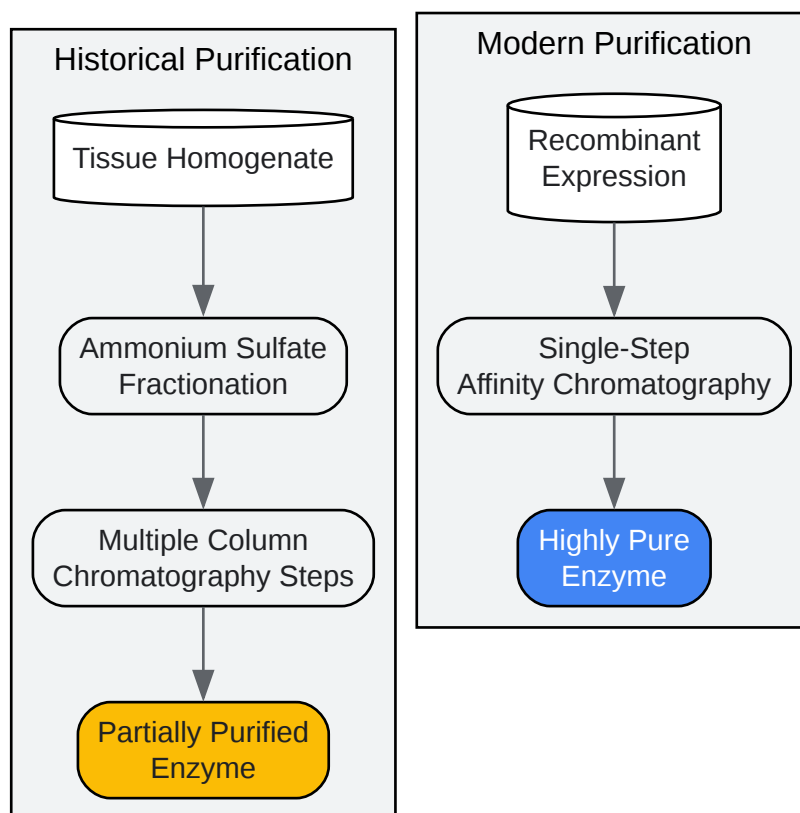 Historical Purification
Tissue Homogenate
Ammonium Sulfate
Fractionation
Multiple Column
Chromatography Steps
Partially Purified
Enzyme
Modern Purification
Recombinant
Expression
Single-Step
Affinity Chromatography
Highly Pure
Enzyme